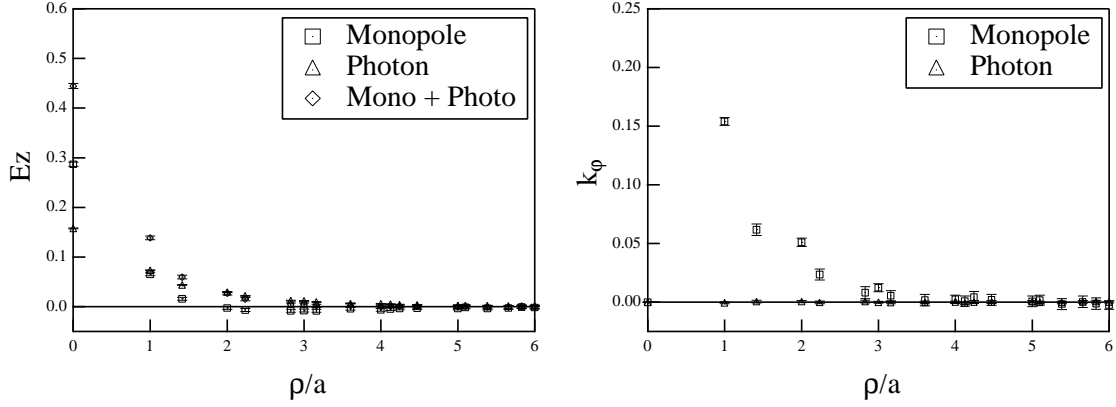 0.6
0.5
0.4
0.3
0.2
0.1
0.0
Ez
Monopole
Photon
Mono + Photo
0 1 2 3 4 5 6
ρ/a
0.25
0.20
0.15
0.10
0.05
0.00
kφ
Monopole
Photon
0 1 2 3 4 5 6
ρ/a